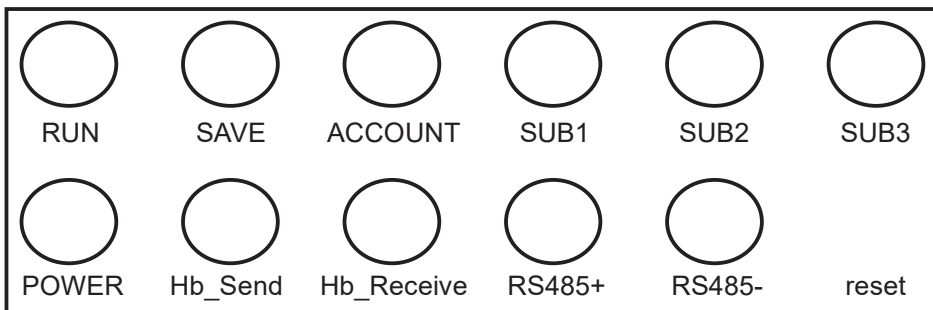 RUN SAVE ACCOUNT SUB1 SUB2 SUB3
POWER Hb_Send Hb_Receive RS485+ RS485- reset